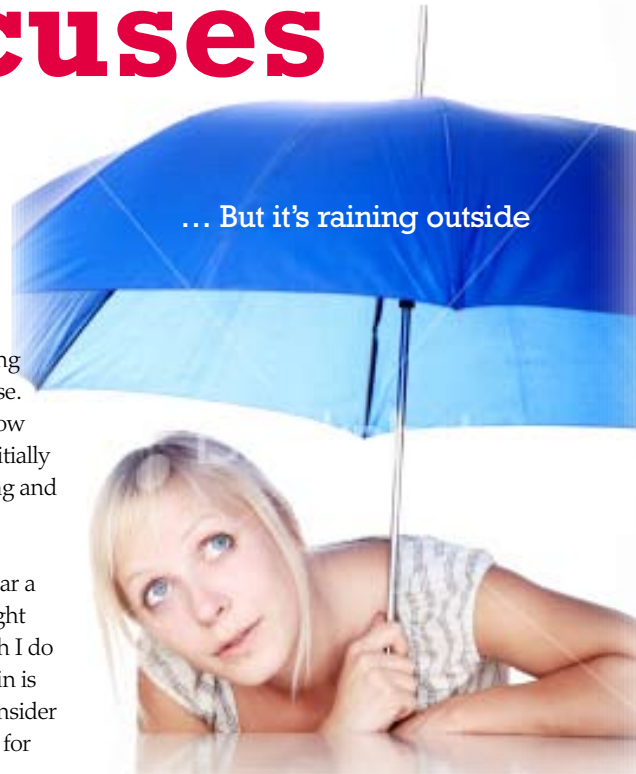 cuses
… But it's raining outside
ng
se.
ow
itially
ng and
ar a
ght
h I do
in is
nsider
for